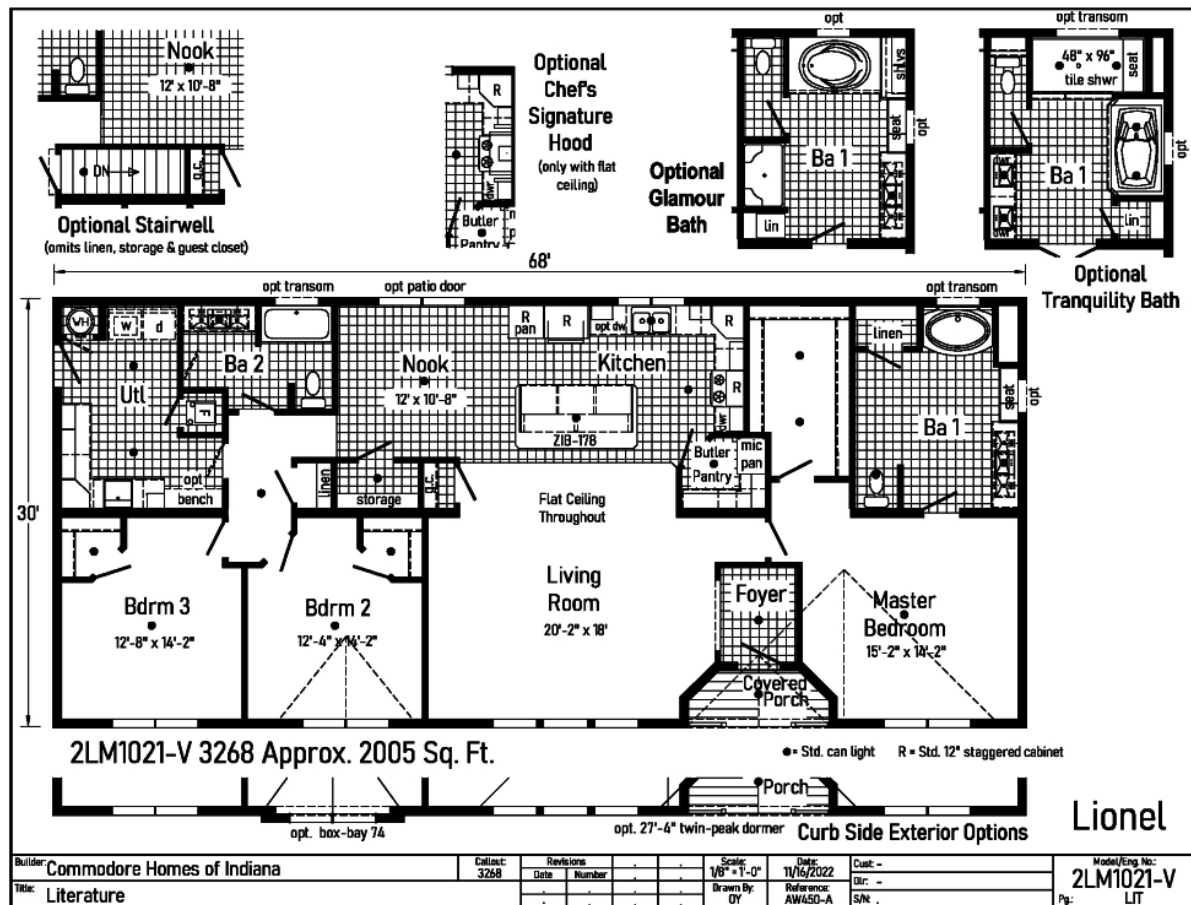 Nook
12' x 10'-8"
DN
g.c.
Optional Stairwell
(omits linen, storage & guest closet)
Optional
Chef's
Signature
Hood
(only with flat
ceiling)
R
dwr
Butler
Pantry
opt
shlvs
seat
opt
Ba 1
lin
Optional
Glamour
Bath
opt transom
48" x 96"
tile shwr
seat
opt
dwr
Ba 1
dwr
lin
Optional
Tranquility Bath
68'
30'
opt transom
opt patio door
opt transom
WH
w
d
Ba 2
Utl
F
opt
bench
linen
storage
g.c.
Nook
12' x 10'-8"
R
pan
R
opt dw
R
Kitchen
R
dwr
ZIB-178
Butler
Pantry
mic
pan
linen
seat
opt
Ba 1
Flat Ceiling
Throughout
Bdrm 3
12'-8" x 14'-2"
Bdrm 2
12'-4" x 14'-2"
Living
Room
20'-2" x 18'
Foyer
Master
Bedroom
15'-2" x 14'-2"
Covered
Porch
2LM1021-V 3268 Approx. 2005 Sq. Ft.
●= Std. can light
R = Std. 12" staggered cabinet
Porch
opt. box-bay 74
opt. 27'-4" twin-peak dormer
Curb Side Exterior Options
Lionel
Builder: Commodore Homes of Indiana
Callout:
3268
Revisions
Date Number
Scale:
1/8" = 1'-0"
Date:
11/16/2022
Cust: -
Dlr: -
S/N: .
Model/Eng. No.:
2LM1021-V
Title: Literature
Drawn By:
OY
Reference:
AW450-A
Pg.: LIT